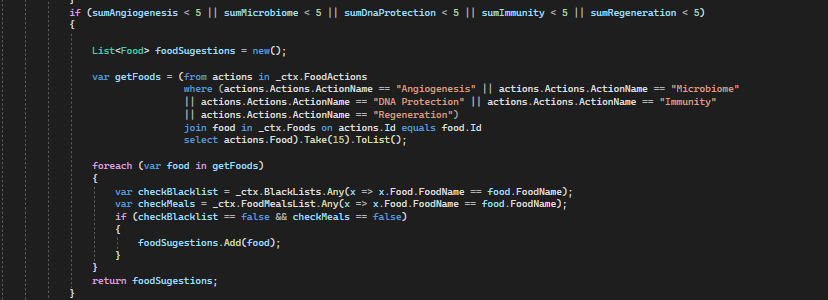 }
if (sumAngiogenesis < 5 || sumMicrobiome < 5 || sumDnaProtection < 5 || sumImmunity < 5 || sumRegeneration < 5)
{
List<Food> foodSugestions = new();
var getFoods = (from actions in _ctx.FoodActions
where (actions.Actions.ActionName == "Angiogenesis" || actions.Actions.ActionName == "Microbiome"
|| actions.Actions.ActionName == "DNA Protection" || actions.Actions.ActionName == "Immunity"
|| actions.Actions.ActionName == "Regeneration")
join food in _ctx.Foods on actions.Id equals food.Id
select actions.Food).Take(15).ToList();
foreach (var food in getFoods)
{
var checkBlacklist = _ctx.BlackLists.Any(x => x.Food.FoodName == food.FoodName);
var checkMeals = _ctx.FoodMealsList.Any(x => x.Food.FoodName == food.FoodName);
if (checkBlacklist == false && checkMeals == false)
{
foodSugestions.Add(food);
}
}
return foodSugestions;
}